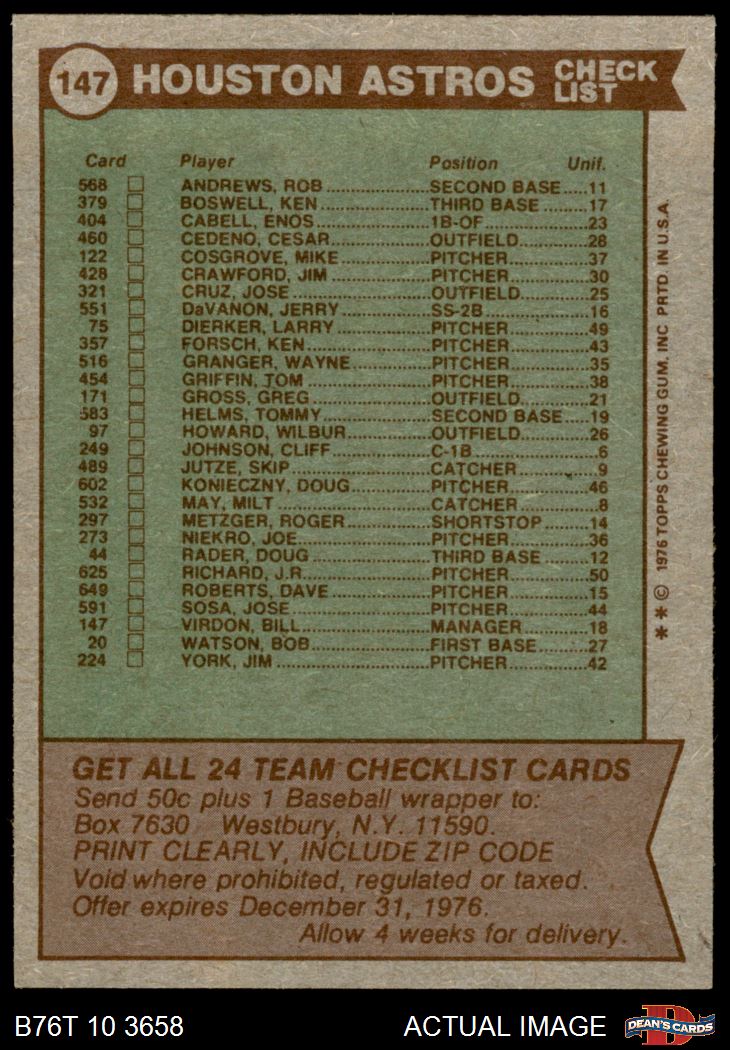 147 HOUSTON ASTROS CHECK LIST
Card Player Position Unif.
568 ANDREWS, ROB SECOND BASE 11
379 BOSWELL, KEN THIRD BASE 17
404 CABELL, ENOS 1B-OF 23
460 CEDENO, CESAR OUTFIELD 28
122 COSGROVE, MIKE PITCHER 37
428 CRAWFORD, JIM PITCHER 30
321 CRUZ, JOSE OUTFIELD 25
551 DaVANON, JERRY SS-2B 16
75 DIERKER, LARRY PITCHER 49
357 FORSCH, KEN PITCHER 43
516 GRANGER, WAYNE PITCHER 35
454 GRIFFIN, TOM PITCHER 38
171 GROSS, GREG OUTFIELD 21
583 HELMS, TOMMY SECOND BASE 19
97 HOWARD, WILBUR OUTFIELD 26
249 JOHNSON, CLIFF C-1B 6
489 JUTZE, SKIP CATCHER 9
602 KONIECZNY, DOUG PITCHER 46
532 MAY, MILT CATCHER 8
297 METZGER, ROGER SHORTSTOP 14
273 NIEKRO, JOE PITCHER 36
44 RADER, DOUG THIRD BASE 12
625 RICHARD, J.R. PITCHER 50
649 ROBERTS, DAVE PITCHER 15
591 SOSA, JOSE PITCHER 44
147 VIRDON, BILL MANAGER 18
20 WATSON, BOB FIRST BASE 27
224 YORK, JIM PITCHER 42
* * © 1976 TOPPS CHEWING GUM, INC PRTD. IN U.S.A.
GET ALL 24 TEAM CHECKLIST CARDS
Send 50c plus 1 Baseball wrapper to:
Box 7630 Westbury, N.Y. 11590.
PRINT CLEARLY, INCLUDE ZIP CODE
Void where prohibited, regulated or taxed.
Offer expires December 31, 1976.
Allow 4 weeks for delivery.
B76T 10 3658 ACTUAL IMAGE D DEAN'S CARDS